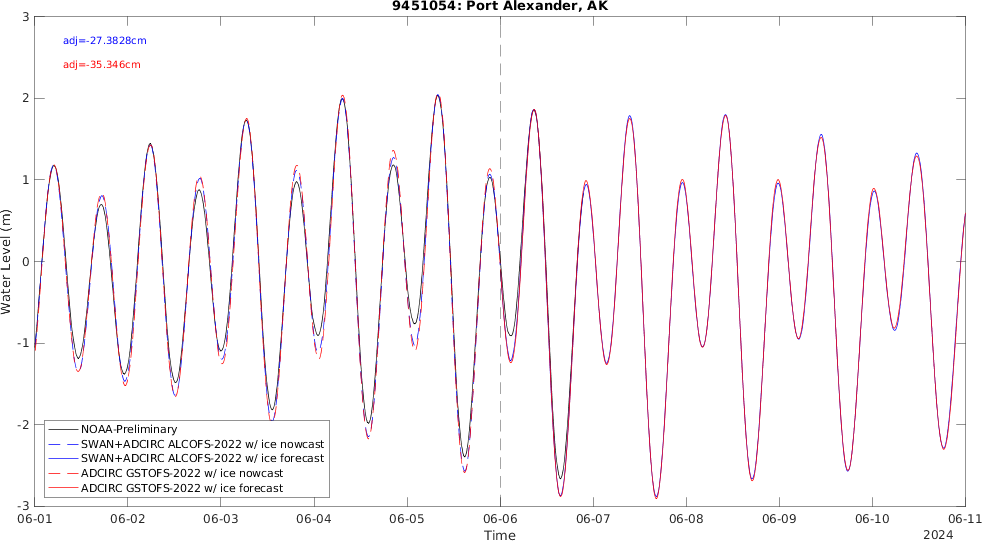 9451054: Port Alexander, AK
adj=-27.3828cm
adj=-35.346cm
Water Level (m)
3
2
1
0
-1
-2
-3
NOAA-Preliminary
SWAN+ADCIRC ALCOFS-2022 w/ ice nowcast
SWAN+ADCIRC ALCOFS-2022 w/ ice forecast
ADCIRC GSTOFS-2022 w/ ice nowcast
ADCIRC GSTOFS-2022 w/ ice forecast
06-01 06-02 06-03 06-04 06-05 06-06 06-07 06-08 06-09 06-10 06-11
Time
2024